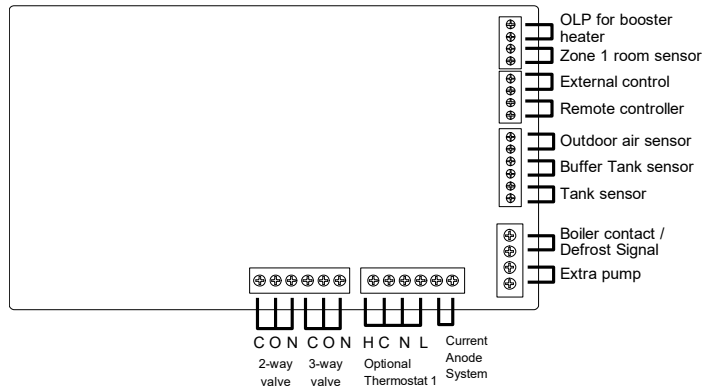 OLP for booster
heater
Zone 1 room sensor
External control
Remote controller
Outdoor air sensor
Buffer Tank sensor
Tank sensor
Boiler contact /
Defrost Signal
Extra pump
C O N C O N H C N L
2-way
valve
3-way
valve
Optional
Thermostat 1
Current
Anode
System